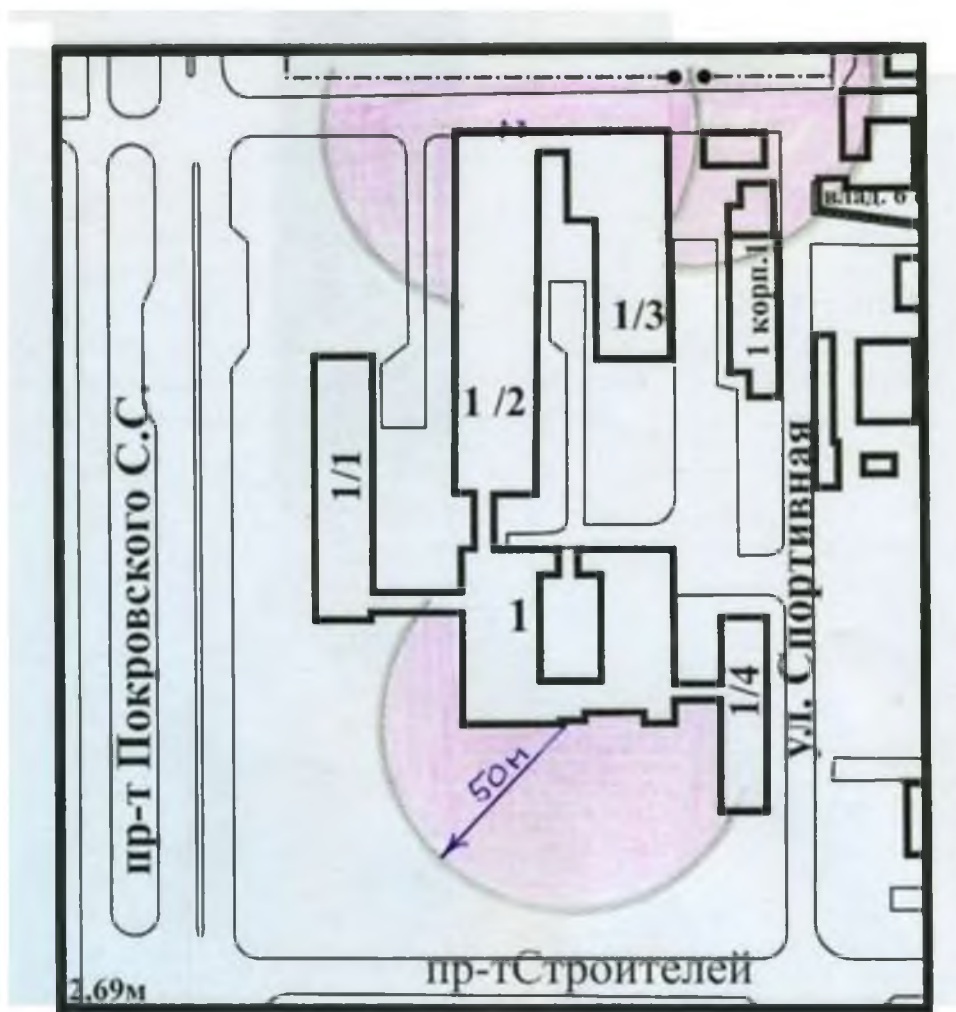 влад. 6
1 корп.1
1/3
1 /2
1/1
пр-т Покровского С.С.
ул. Спортивная
1
1/4
50м
пр-тСтроителей
2.69м